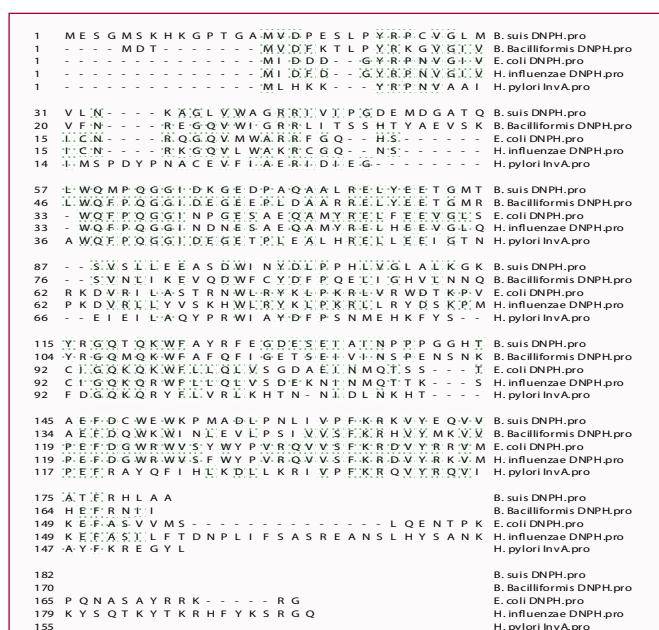 1 M E S G M S K H K G P T G A M V D P E S L P Y R P C V G L M B. suis DNPH.pro
1 - - - - M D T - - - - - - - M V D F K T L P Y R K G V G I V B. Bacilliformis DNPH.pro
1 - - - - - - - - - - - - - - M I D D D - G Y R P N V G I V E. coli DNPH.pro
1 - - - - - - - - - - - - - - M I D F D - G Y R P N V G I V H. influenzae DNPH.pro
1 - - - - - - - - - - - - - - M L H K K - - Y R P N V A A I H. pylori InvA.pro
31 V L N - - - - K A G L V W A G R R I V I P G D E M D G A T Q B. suis DNPH.pro
20 V F N - - - - R E G Q V W I G R R L I T S S H T Y A E V S K B. Bacilliformis DNPH.pro
15 I C N - - - - R Q G Q V M W A R R F G Q - - H S - - - - - - E. coli DNPH.pro
15 L C N - - - - R K G Q V L W A K R C G Q - - N S - - - - - - H. influenzae DNPH.pro
14 I M S P D Y P N A C E V F I A E R I D I E G - - - - - - - H. pylori InvA.pro
57 L W Q M P Q G G I D K G E D P A Q A A L R E L Y E E T G M T B. suis DNPH.pro
46 L W Q F P Q G G I D E G E E P L D A A R R E L Y E E T G M R B. Bacilliformis DNPH.pro
33 - W Q F P Q G G I N P G E S A E Q A M Y R E L F E E V G L S E. coli DNPH.pro
33 - W Q F P Q G G I N D N E S A E Q A M Y R E L H E E V G L Q H. influenzae DNPH.pro
36 A W Q F P Q G G I D E G E T P L E A L H R E L L E E I G T N H. pylori InvA.pro
87 - - S V S L L E E A S D W I N Y D L P P H L V G L A L K G K B. suis DNPH.pro
76 - - S V N L I K E V Q D W F C Y D F P Q E L I G H V L N N Q B. Bacilliformis DNPH.pro
62 R K D V R I L A S T R N W L R Y K L P K R L V R W D T K P V E. coli DNPH.pro
62 P K D V R L L Y V S K H W L R Y K L P K R L L R Y D S K P M H. influenzae DNPH.pro
66 - - E I E I L A Q Y P R W I A Y D F P S N M E H K F Y S - - H. pylori InvA.pro
115 Y R G Q T Q K W F A Y R F E G D E S E I A I N P P P G G H T B. suis DNPH.pro
104 Y R G Q M Q K W F A F Q F I G E T S E I V I N S P E N S N K B. Bacilliformis DNPH.pro
92 C I G Q K Q K W F L L Q L V S G D A E I N M Q T S S - - - T E. coli DNPH.pro
92 C I G Q K Q R W F L L Q L V S D E K N I N M Q T T K - - - S H. influenzae DNPH.pro
92 F D G Q K Q R Y F L V R L K H T N - N I D L N K H T - - - - H. pylori InvA.pro
145 A E F D C W E W K P M A D L P N L I V P F K R K V Y E Q V V B. suis DNPH.pro
134 A E F D Q W K W I N L E V L P S I V V S F K R H V Y M K V V B. Bacilliformis DNPH.pro
119 P E F D G W R W V S Y W Y P V R Q V V S F K R D V Y R R V M E. coli DNPH.pro
119 P E F D G W R W V S F W Y P V R Q V V S F K R D V Y R K V M H. influenzae DNPH.pro
117 P E F R A Y Q F I H L K D L L K R I V P F K R Q V Y R Q V I H. pylori InvA.pro
175 A T F R H L A A B. suis DNPH.pro
164 H E F R N I I B. Bacilliformis DNPH.pro
149 K E F A S V V M S - - - - - - - - - - - - - - - L Q E N T P K E. coli DNPH.pro
149 K E F A S I L F T D N P L I F S A S R E A N S L H Y S A N K H. influenzae DNPH.pro
147 A Y F K R E G Y L H. pylori InvA.pro
182 B. suis DNPH.pro
170 B. Bacilliformis DNPH.pro
165 P Q N A S A Y R R K - - - - - R G E. coli DNPH.pro
179 K Y S Q T K Y T K R H F Y K S R G Q H. influenzae DNPH.pro
155 H. pylori InvA.pro